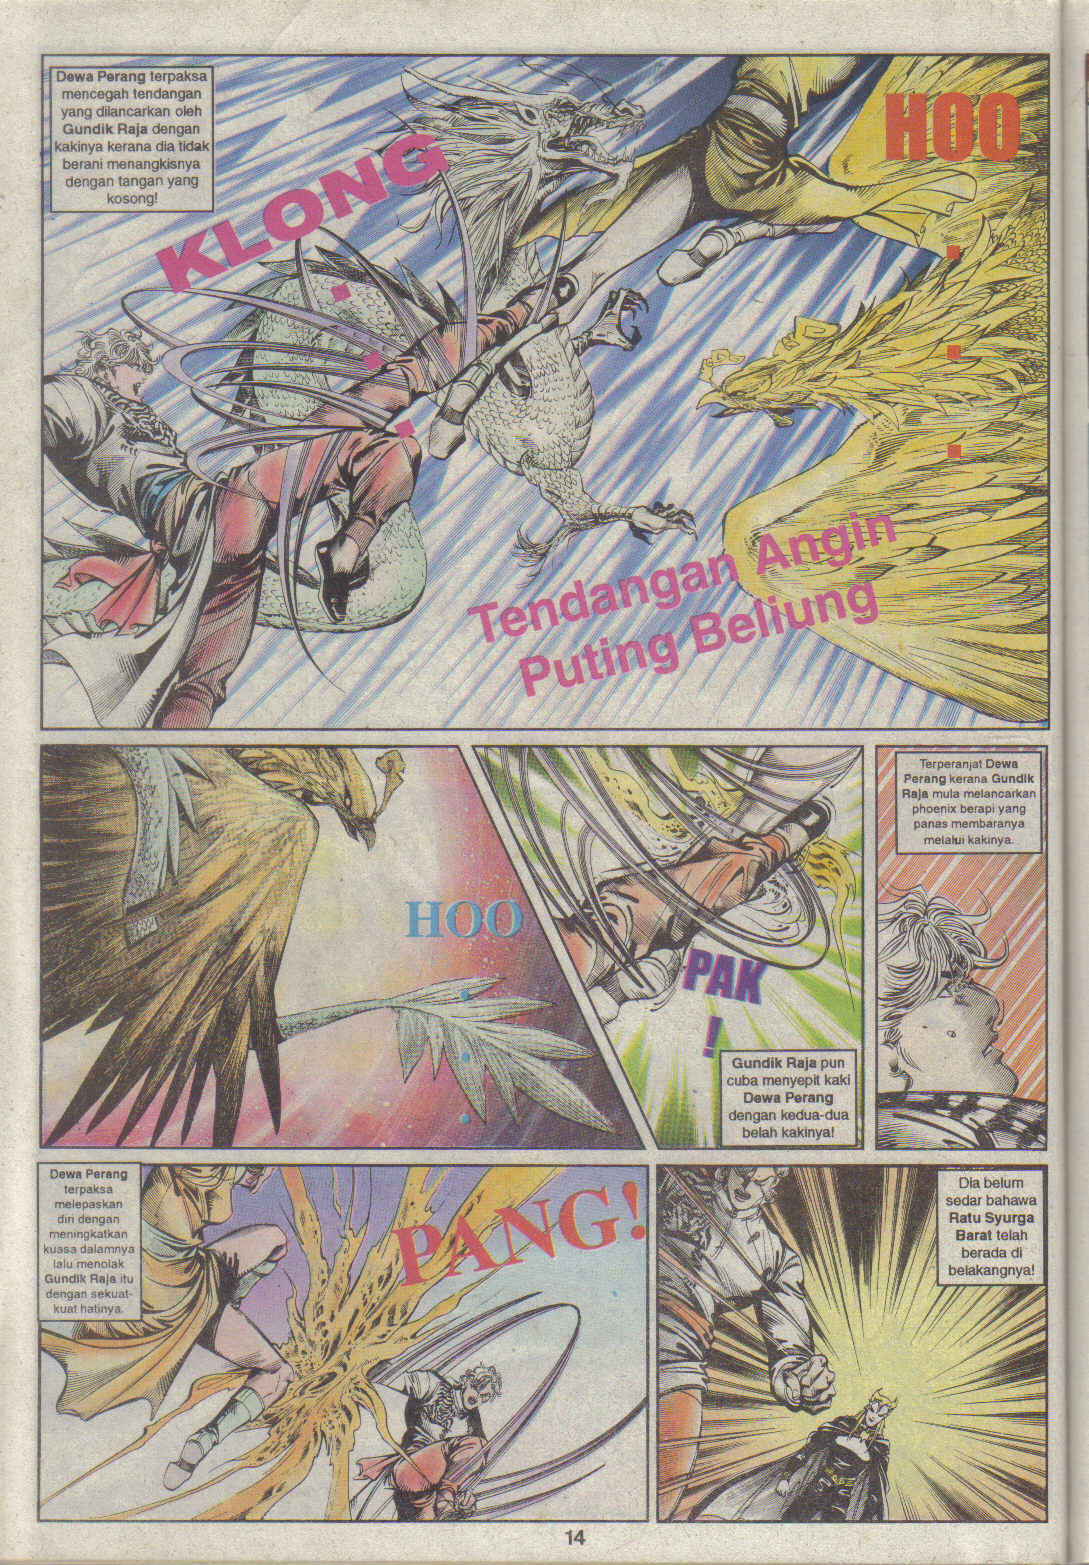 Dewa Perang terpaksa
mencegah tendangan
yang dilancarkan oleh
Gundik Raja dengan
kakinya kerana dia tidak
berani menangkisnya
dengan tangan yang
kosong!
KLONG...
HOO...
Tendangan Angin
Puting Beliung
HOO...
PAK!
Gundik Raja pun
cuba menyepit kaki
Dewa Perang
dengan kedua-dua
belah kakinya!
Terperanjat Dewa
Perang kerana Gundik
Raja mula melancarkan
phoenix berapi yang
panas membaranya
melalui kakinya.
Dewa Perang
terpaksa
melepaskan
diri dengan
meningkatkan
kuasa dalamnya
lalu menolak
Gundik Raja itu
dengan sekuat-
kuat hatinya.
PANG!
Dia belum
sedar bahawa
Ratu Syurga
Barat telah
berada di
belakangnya!
14